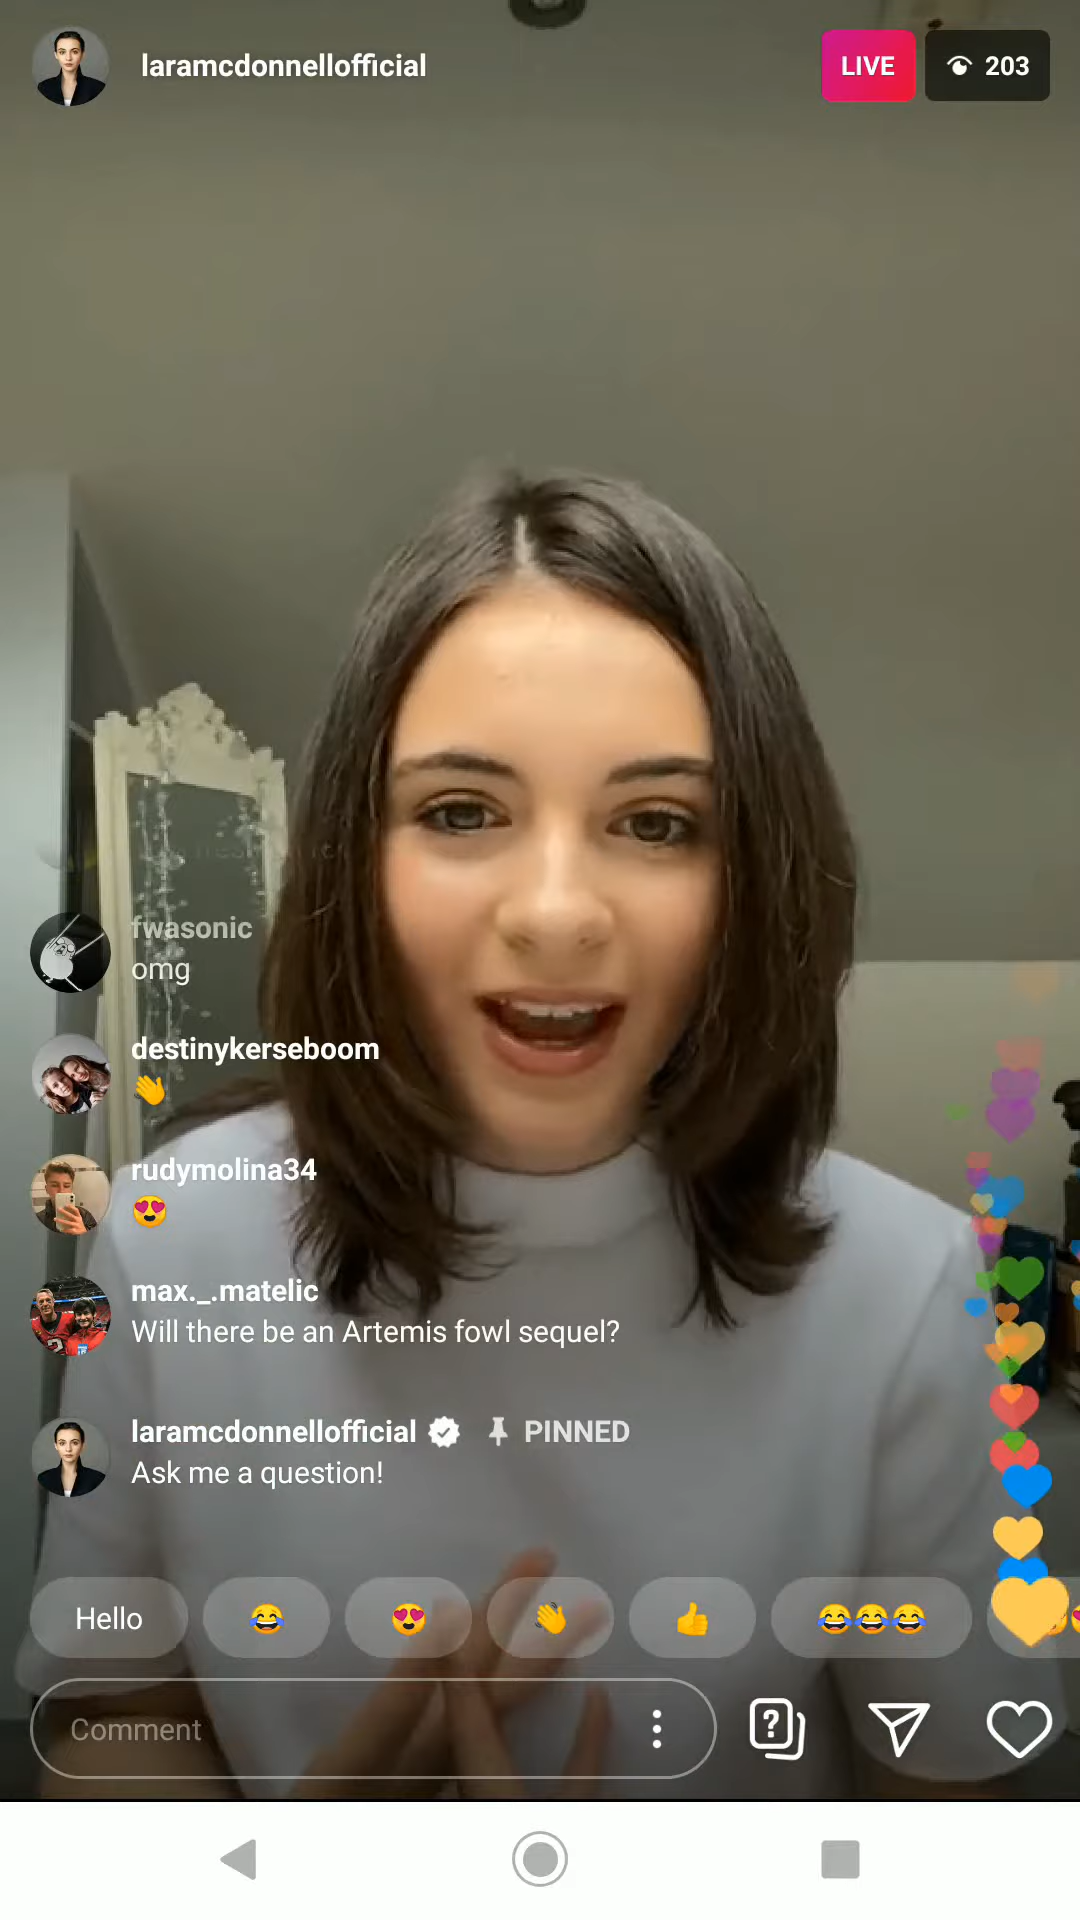 laramcdonnellofficial
LIVE
203
fwasonic
omg
destinykerseboom
👋
rudymolina34
😍
max._.matelic
Will there be an Artemis fowl sequel?
laramcdonnellofficial PINNED
Ask me a question!
Hello 😂 😍 👋 👍 😂😂😂
Comment